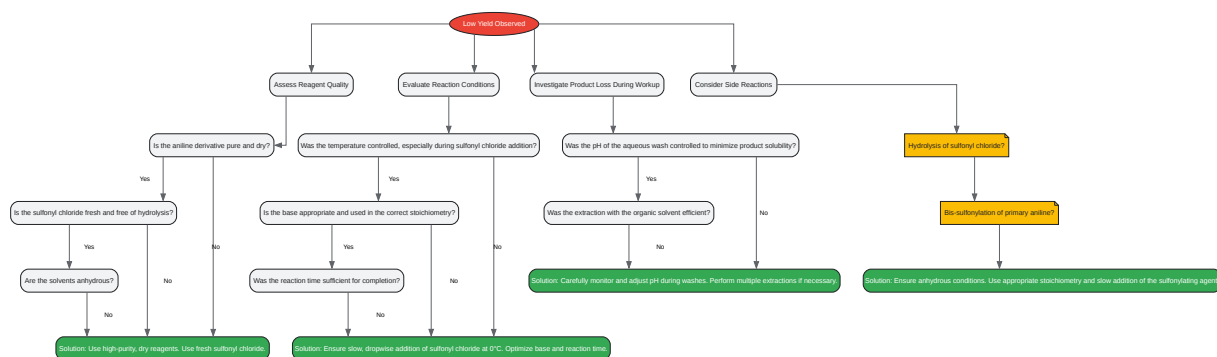 Low Yield Observed
Assess Reagent Quality
Evaluate Reaction Conditions
Investigate Product Loss During Workup
Consider Side Reactions
Is the aniline derivative pure and dry?
Was the temperature controlled, especially during sulfonyl chloride addition?
Was the pH of the aqueous wash controlled to minimize product solubility?
Hydrolysis of sulfonyl chloride?
Yes
Yes
Yes
Is the sulfonyl chloride fresh and free of hydrolysis?
Is the base appropriate and used in the correct stoichiometry?
Was the extraction with the organic solvent efficient?
No
Bis-sulfonylation of primary aniline?
Yes
No
Yes
No
No
Are the solvents anhydrous?
No
Was the reaction time sufficient for completion?
No
Solution: Carefully monitor and adjust pH during washes. Perform multiple extractions if necessary.
Solution: Ensure anhydrous conditions. Use appropriate stoichiometry and slow addition of the sulfonylating agent
No
No
Solution: Use high-purity, dry reagents. Use fresh sulfonyl chloride.
Solution: Ensure slow, dropwise addition of sulfonyl chloride at 0°C. Optimize base and reaction time.